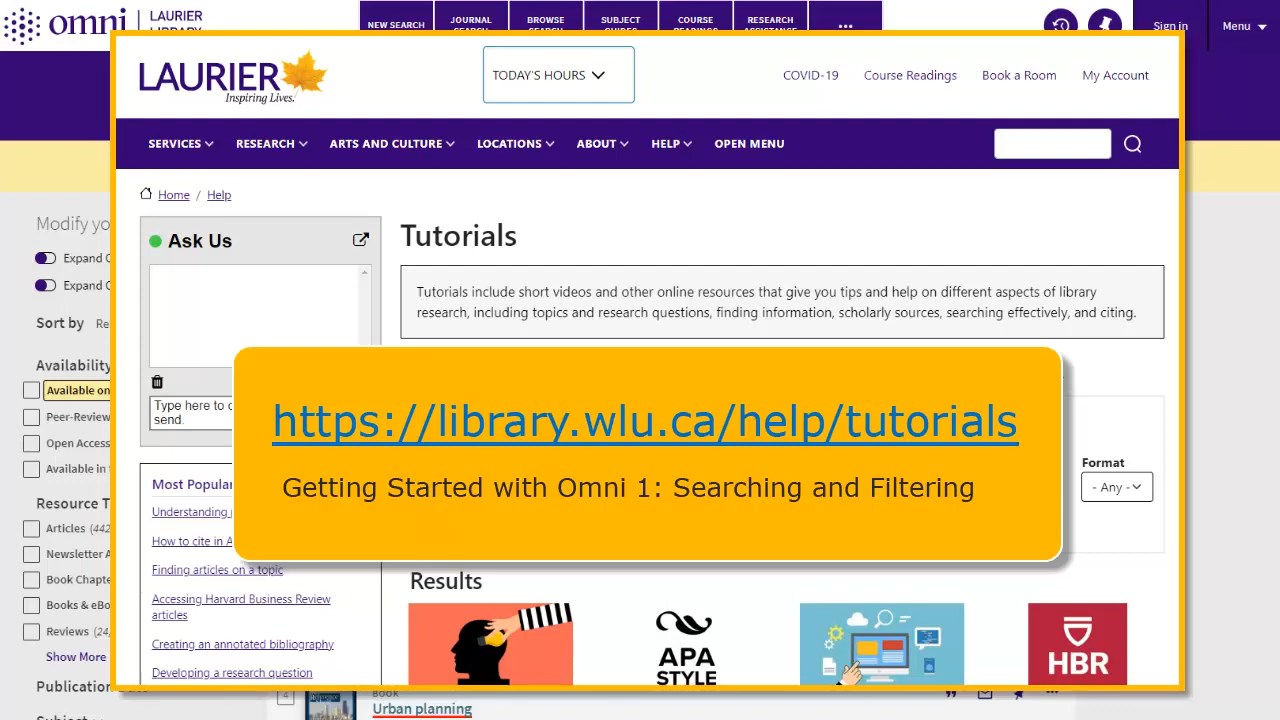 omni
LAURIER
LIBRARY
NEW SEARCH
JOURNAL
BROWSE
SUBJECT
COURSE
RESEARCH
...
Sign in
Menu
LAURIER
Inspiring Lives.
TODAY'S HOURS
COVID-19
Course Readings
Book a Room
My Account
SERVICES
RESEARCH
ARTS AND CULTURE
LOCATIONS
ABOUT
HELP
OPEN MENU
Home / Help
Modify yo
Expand
Expand
Sort by Re
Availability
Available on
Peer-Review
Open Access
Available in
Resource T
Articles (442
Newsletter A
Book Chapte
Books & eBo
Reviews (24,
Show More
Publication
Ask Us
Type here to
send.
Most Popular
Understanding
How to cite in A
Finding articles on a topic
Accessing Harvard Business Review
articles
Creating an annotated bibliography
Developing a research question
Tutorials
Tutorials include short videos and other online resources that give you tips and help on different aspects of library
research, including topics and research questions, finding information, scholarly sources, searching effectively, and citing.
https://library.wlu.ca/help/tutorials
Getting Started with Omni 1: Searching and Filtering
Format
- Any -
Results
APA
STYLE
HBR
4
Urban planning